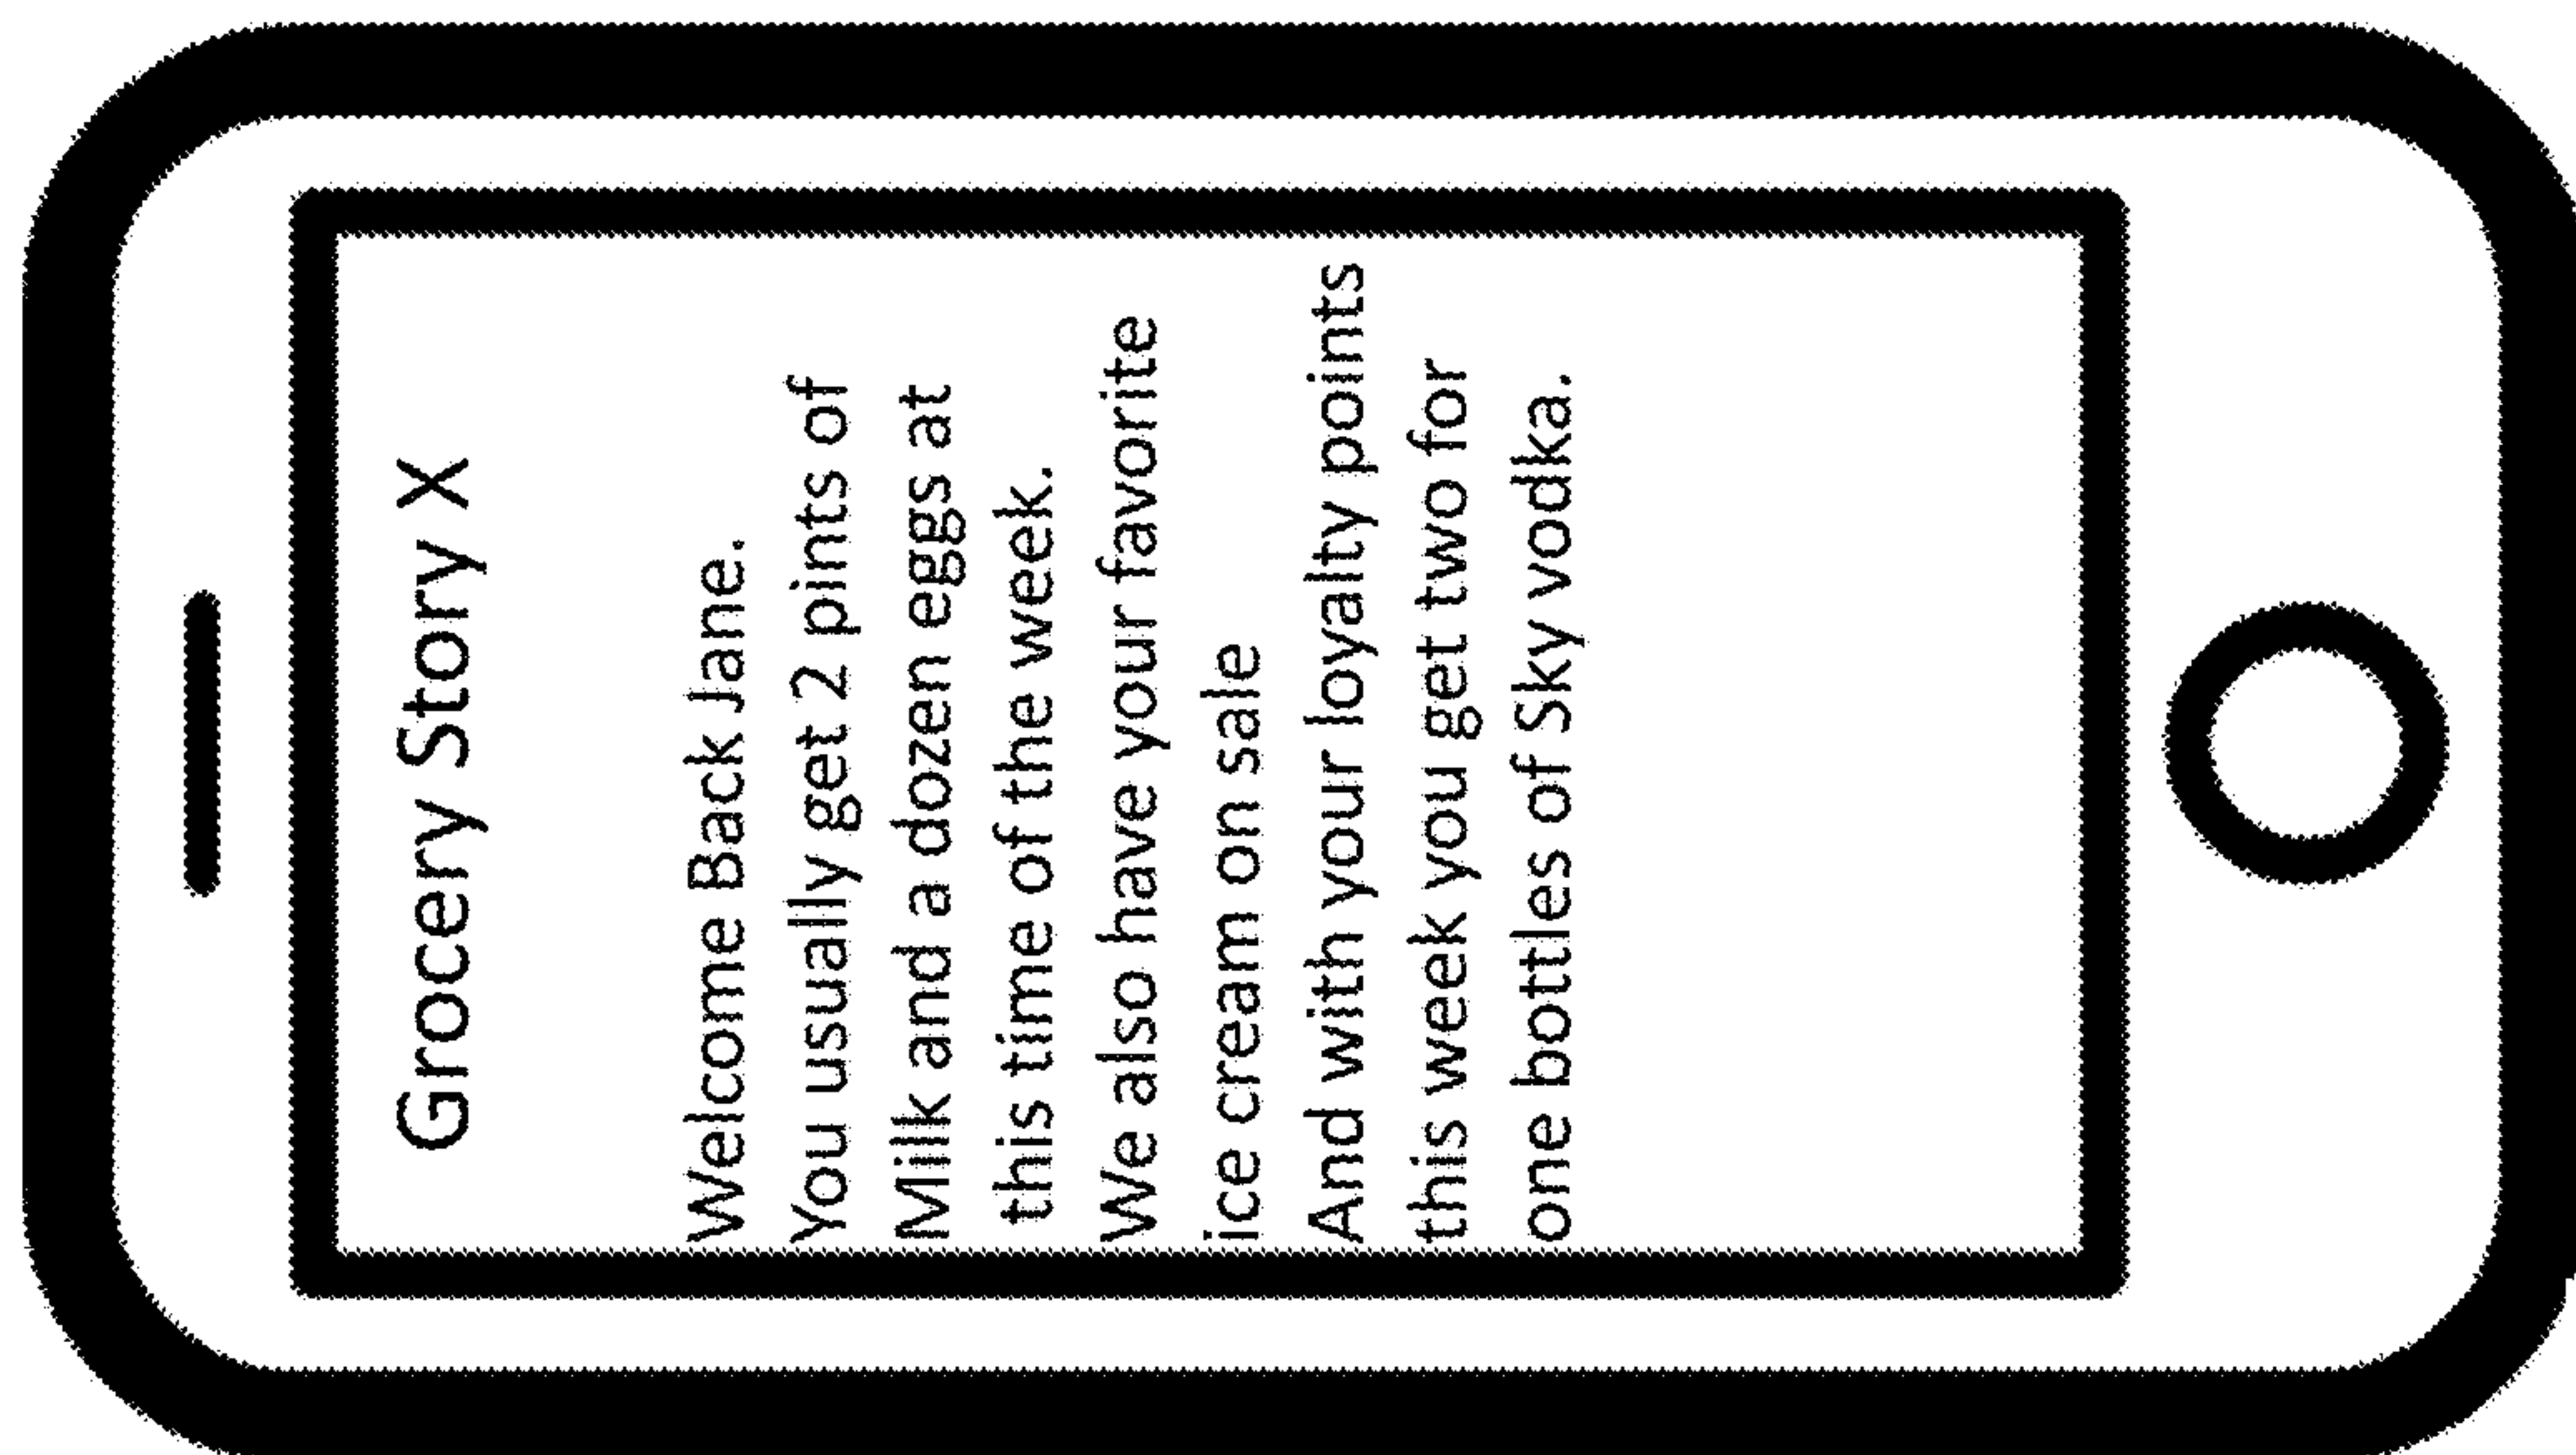 Grocery Story X
Welcome Back Jane.
You usually get 2 pints of
Milk and a dozen eggs at
this time of the week.
We also have your favorite
ice cream on sale
And with your loyalty points
this week you get two for
one bottles of Sky vodka.